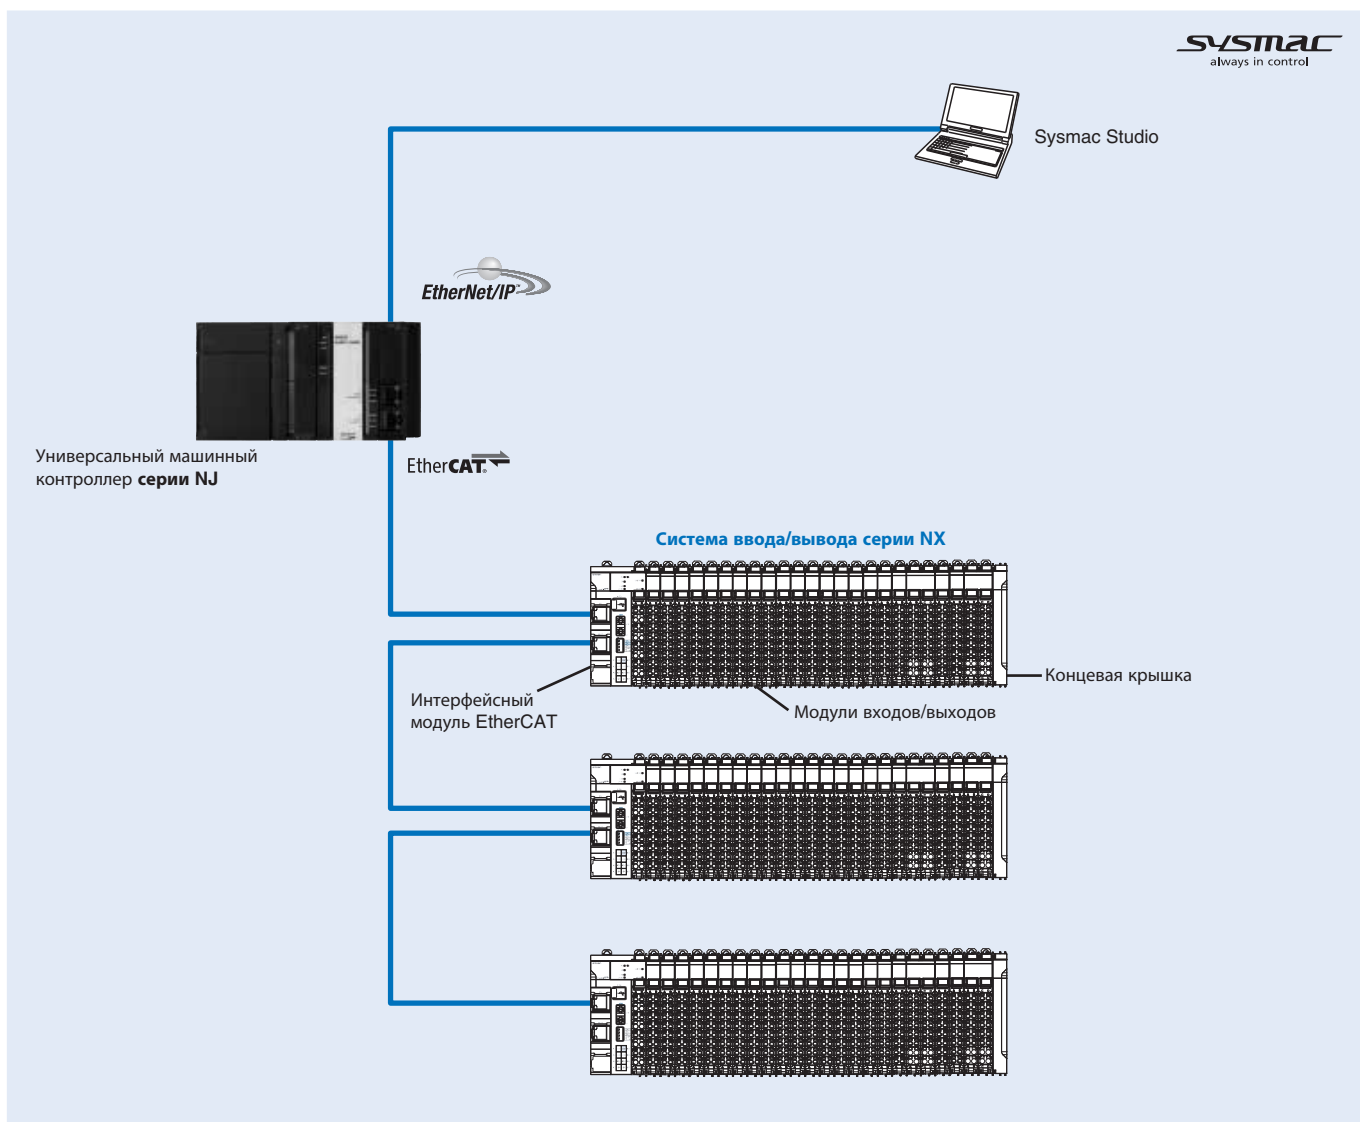 sysmac
always in control
Sysmac Studio
EtherNet/IP™
Универсальный машинный
контроллер серии NJ
EtherCAT®
Система ввода/вывода серии NX
Концевая крышка
Интерфейсный
модуль EtherCAT
Модули входов/выходов